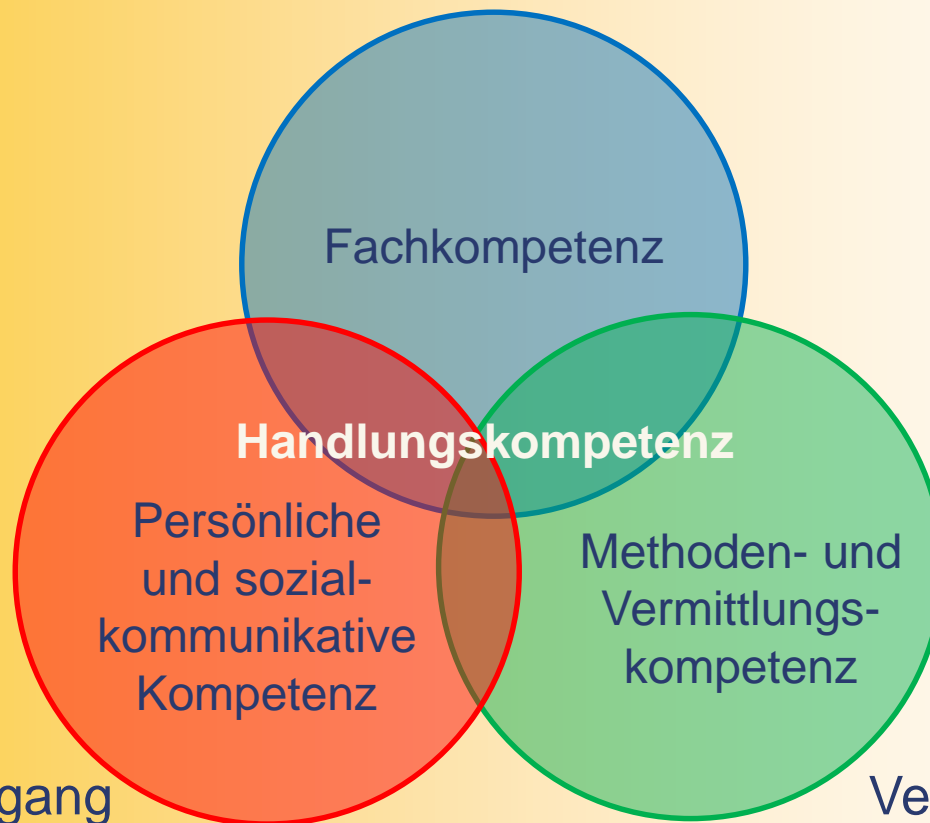 Fachkompetenz
Handlungskompetenz
Persönliche
und sozial-
kommunikative
Kompetenz
Methoden- und
Vermittlungs-
kompetenz
gang
Ve